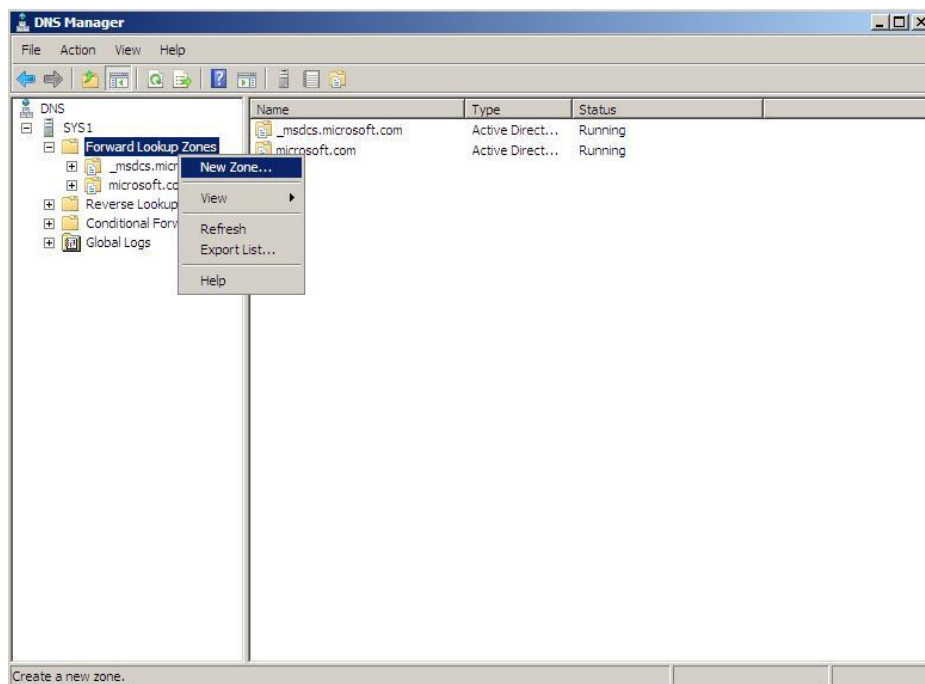 DNS Manager
File Action View Help
DNS
SYS1
Forward Lookup Zones
_msdcs.micr
microsoft.co
Reverse Lookup
Conditional Forv
Global Logs
New Zone...
View
Refresh
Export List...
Help
Name Type Status
_msdcs.microsoft.com Active Direct... Running
microsoft.com Active Direct... Running
Create a new zone.